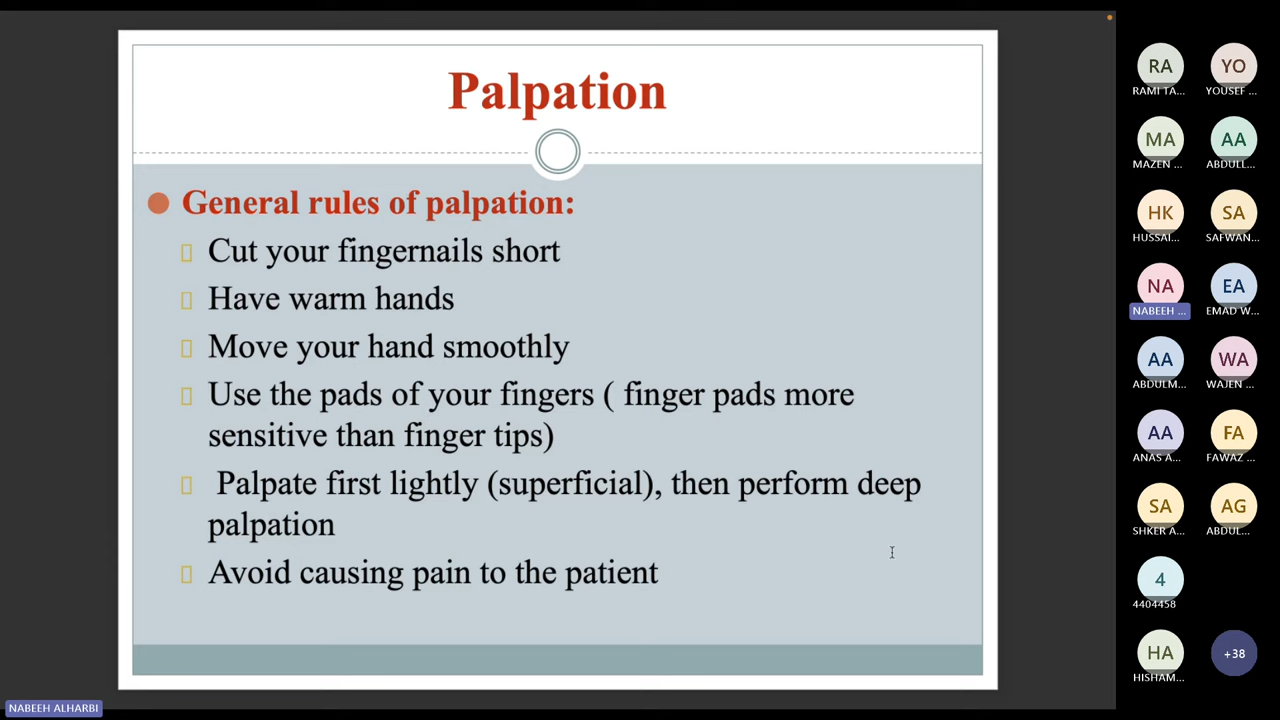 Palpation
General rules of palpation:
Cut your fingernails short
Have warm hands
Move your hand smoothly
Use the pads of your fingers ( finger pads more
sensitive than finger tips)
Palpate first lightly (superficial), then perform deep
palpation
Avoid causing pain to the patient
NABEEH ALHARBI
RA
RAMI TA...
YO
YOUSEF ...
MA
MAZEN ...
AA
ABDULL...
HK
HUSSAI...
SA
SAFWAN...
NA
NABEEH ...
EA
EMAD W...
AA
ABDULM...
WA
WAJEN ...
AA
ANAS A...
FA
FAWAZ ...
SA
SHKER A...
AG
ABDUL...
4
4404458
HA
HISHAM...
+38